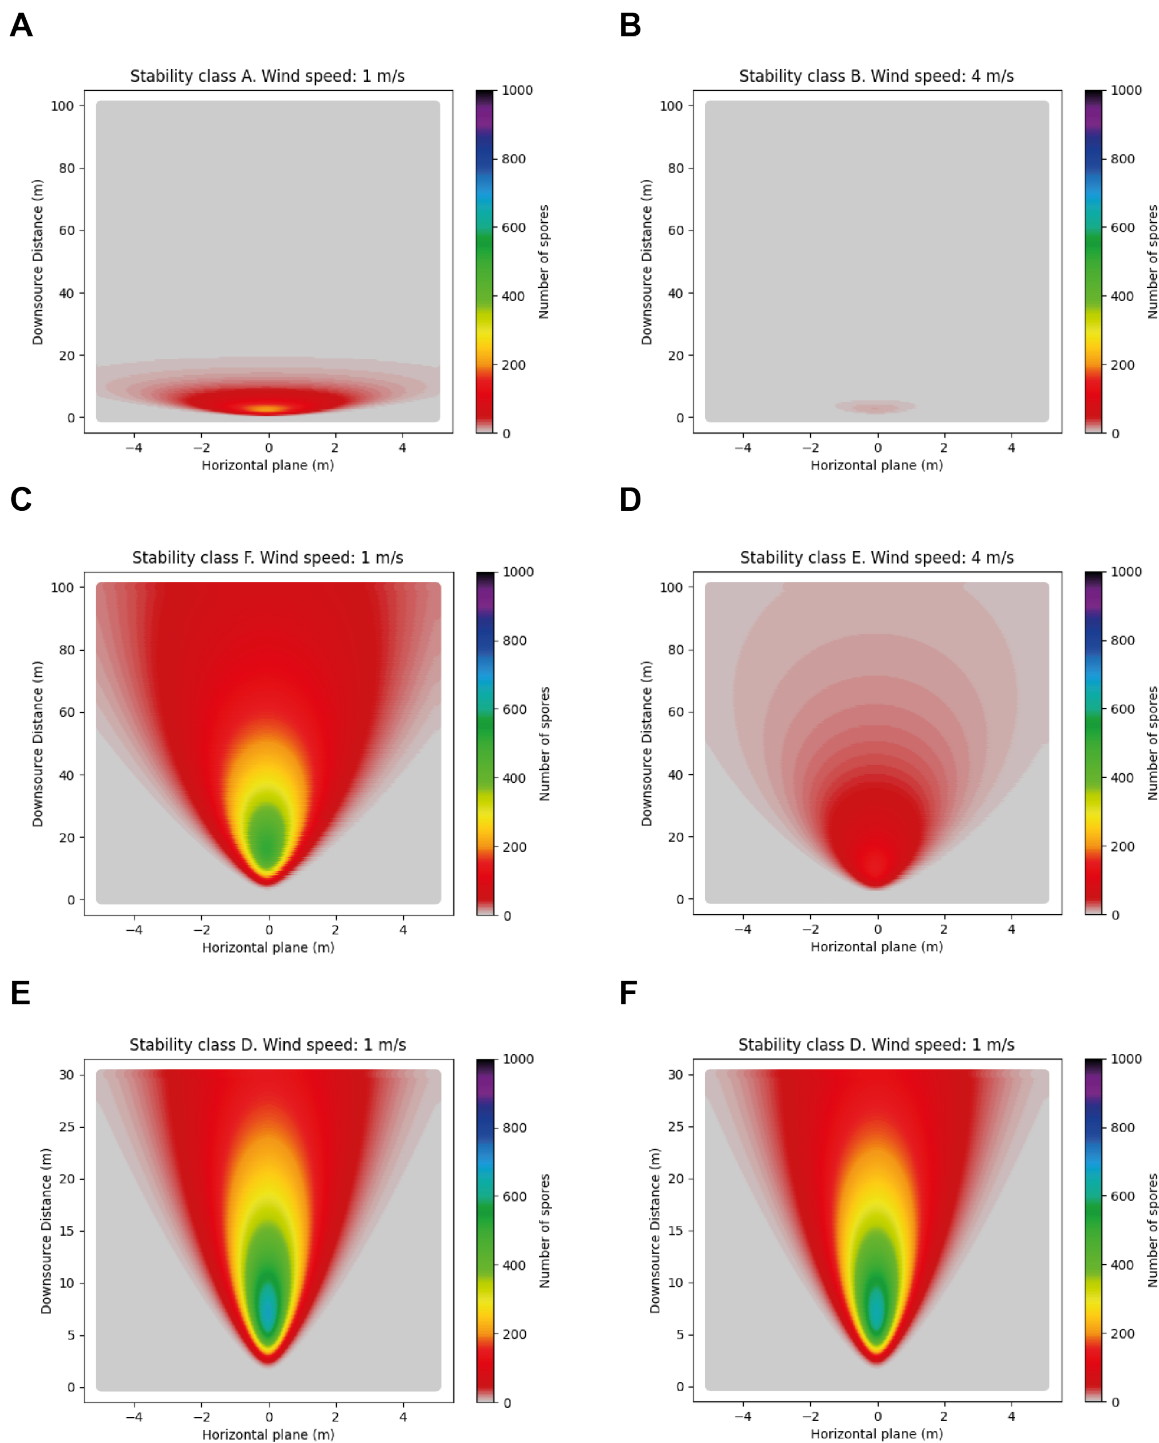 A
B
Stability class A. Wind speed: 1 m/s
Stability class B. Wind speed: 4 m/s
100
80
60
40
20
0
Downsource Distance (m)
−4 −2 0 2 4
Horizontal plane (m)
1000
800
600
400
200
0
Number of spores
100
80
60
40
20
0
Downsource Distance (m)
−4 −2 0 2 4
Horizontal plane (m)
1000
800
600
400
200
0
Number of spores
C
D
Stability class F. Wind speed: 1 m/s
Stability class E. Wind speed: 4 m/s
100
80
60
40
20
0
Downsource Distance (m)
−4 −2 0 2 4
Horizontal plane (m)
1000
800
600
400
200
0
Number of spores
100
80
60
40
20
0
Downsource Distance (m)
−4 −2 0 2 4
Horizontal plane (m)
1000
800
600
400
200
0
Number of spores
E
F
Stability class D. Wind speed: 1 m/s
Stability class D. Wind speed: 1 m/s
30
25
20
15
10
5
0
Downsource Distance (m)
−4 −2 0 2 4
Horizontal plane (m)
1000
800
600
400
200
0
Number of spores
30
25
20
15
10
5
0
Downsource Distance (m)
−4 −2 0 2 4
Horizontal plane (m)
1000
800
600
400
200
0
Number of spores